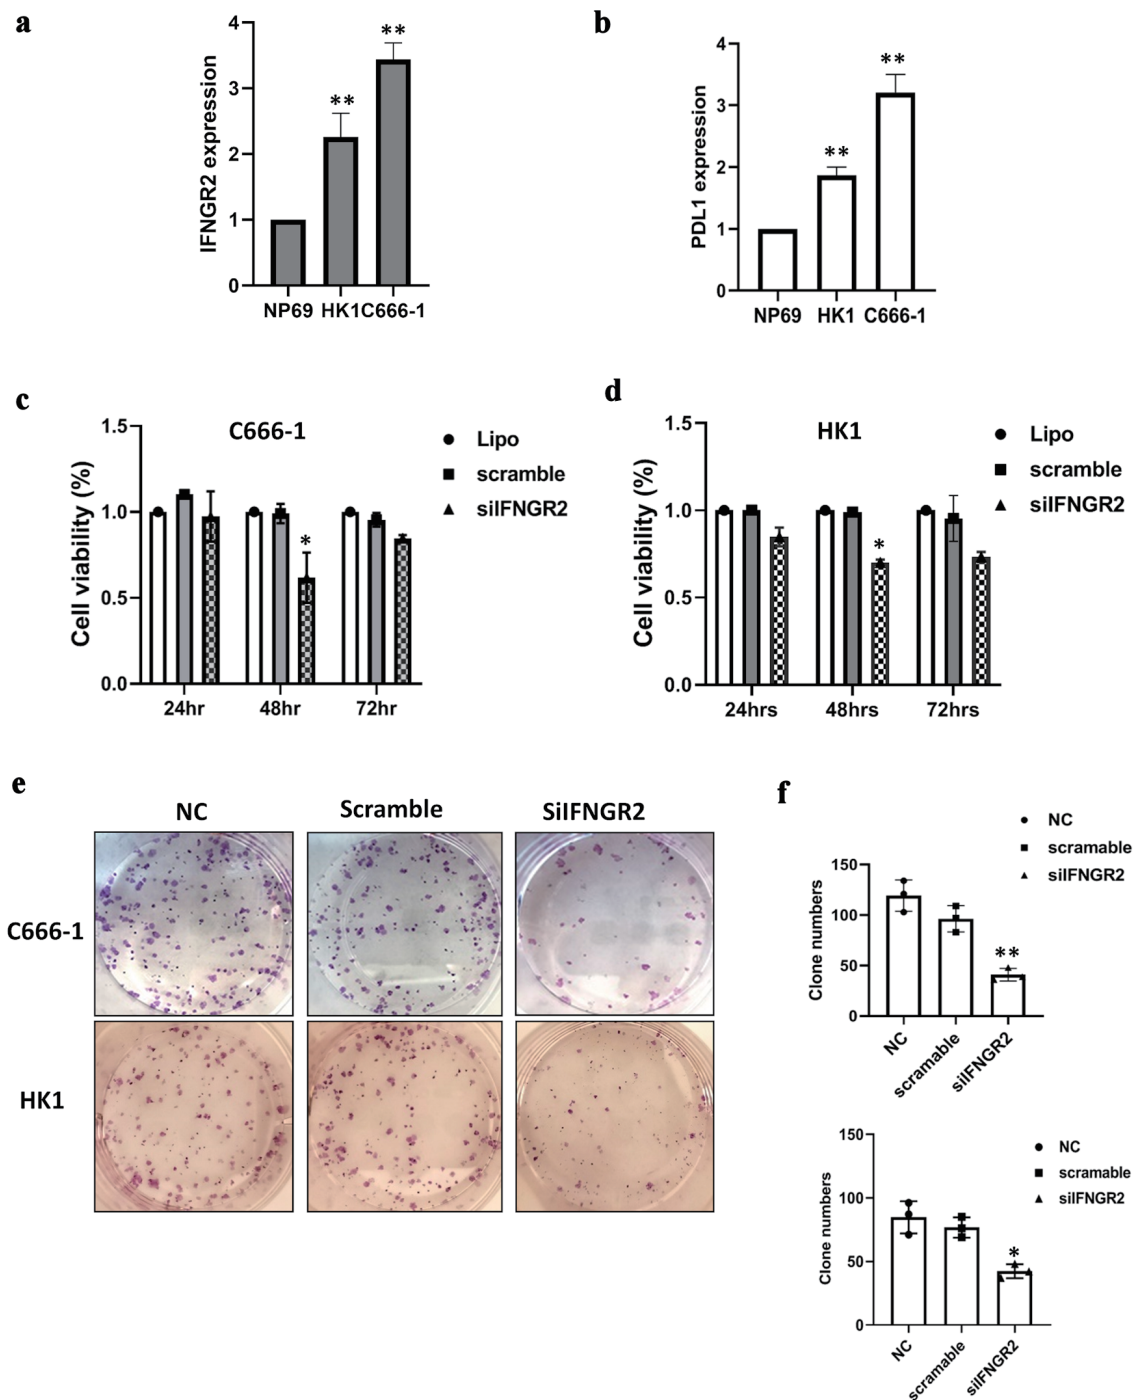 a
IFNGR2 expression
4
3
2
1
0
**
**
NP69 HK1C666-1
b
PDL1 expression
4
3
2
1
0
**
**
NP69 HK1 C666-1
c
C666-1
Cell viability (%)
1.5
1.0
0.5
0.0
*
24hr 48hr 72hr
Lipo
scramble
siIFNGR2
d
HK1
Cell viability (%)
1.5
1.0
0.5
0.0
*
24hrs 48hrs 72hrs
Lipo
scramble
siIFNGR2
e
NC Scramble SiIFNGR2
C666-1
HK1
f
NC
scramable
siIFNGR2
Clone numbers
150
100
50
0
**
NC
scramable
siIFNGR2
NC
scramable
siIFNGR2
Clone numbers
150
100
50
0
*
NC
scramable
siIFNGR2